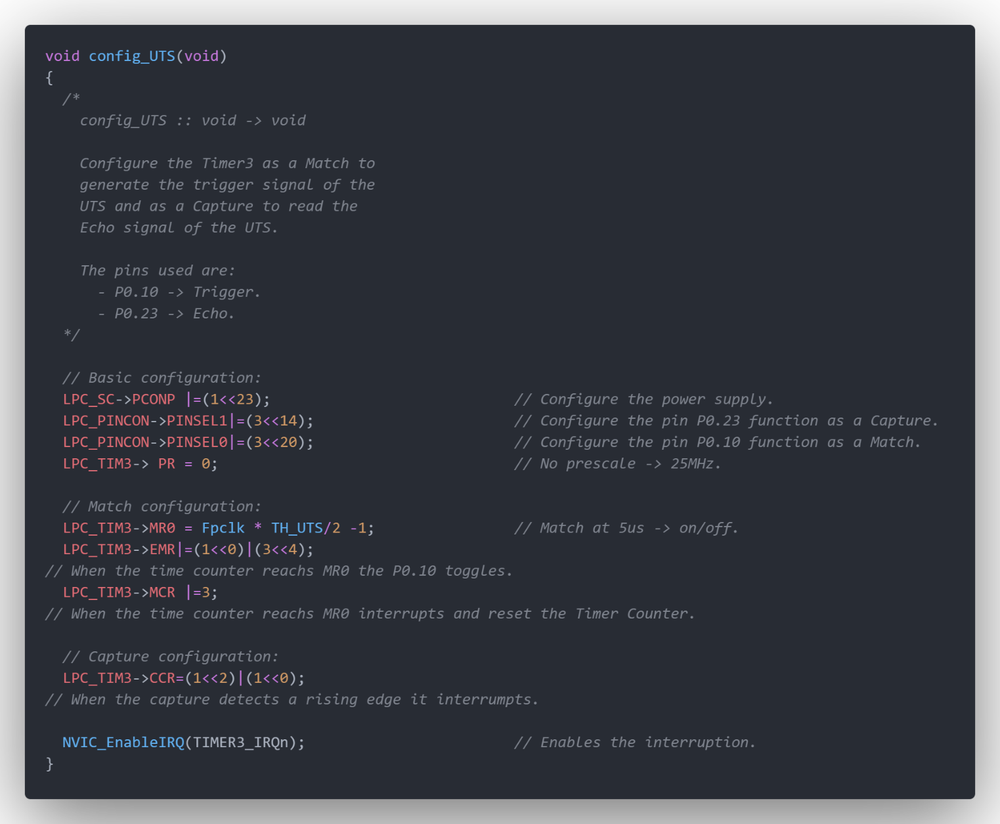 void config_UTS(void)
{
  /*
    config_UTS :: void -> void

    Configure the Timer3 as a Match to
    generate the trigger signal of the
    UTS and as a Capture to read the
    Echo signal of the UTS.

    The pins used are:
      - P0.10 -> Trigger.
      - P0.23 -> Echo.
  */

  // Basic configuration:
  LPC_SC->PCONP |=(1<<23);                            // Configure the power supply.
  LPC_PINCON->PINSEL1|=(3<<14);                       // Configure the pin P0.23 function as a Capture.
  LPC_PINCON->PINSEL0|=(3<<20);                       // Configure the pin P0.10 function as a Match.
  LPC_TIM3-> PR = 0;                                  // No prescale -> 25MHz.

  // Match configuration:
  LPC_TIM3->MR0 = Fpclk * TH_UTS/2 -1;                // Match at 5us -> on/off.
  LPC_TIM3->EMR|=(1<<0)|(3<<4);
// When the time counter reachs MR0 the P0.10 toggles.
  LPC_TIM3->MCR |=3;
// When the time counter reachs MR0 interrupts and reset the Timer Counter.

  // Capture configuration:
  LPC_TIM3->CCR=(1<<2)|(1<<0);
// When the capture detects a rising edge it interrumpts.

  NVIC_EnableIRQ(TIMER3_IRQn);                        // Enables the interruption.
}